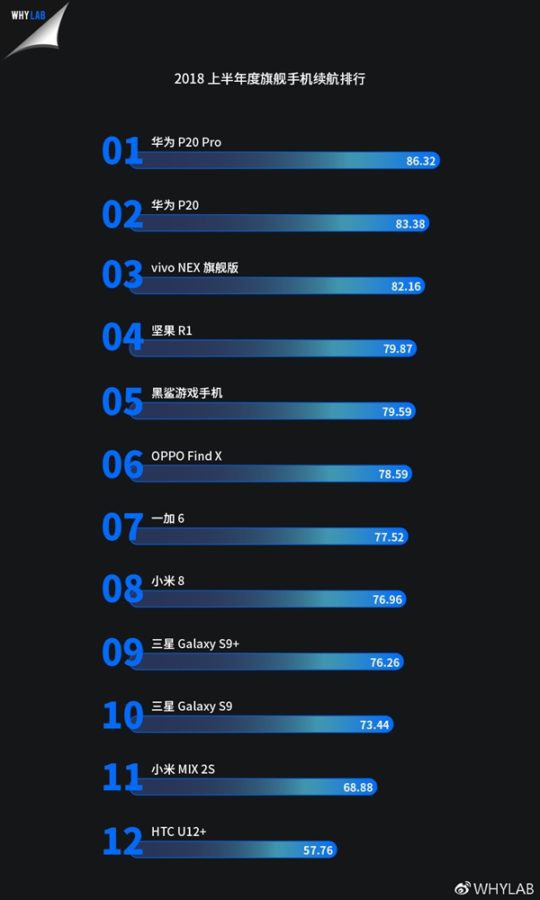 WHYLAB
2018 上半年度旗舰手机续航排行
01
华为 P20 Pro
86.32
02
华为 P20
83.38
03
vivo NEX 旗舰版
82.16
04
坚果 R1
79.87
05
黑鲨游戏手机
79.59
06
OPPO Find X
78.59
07
一加 6
77.52
08
小米 8
76.96
09
三星 Galaxy S9+
76.26
10
三星 Galaxy S9
73.44
11
小米 MIX 2S
68.88
12
HTC U12+
57.76
WHYLAB